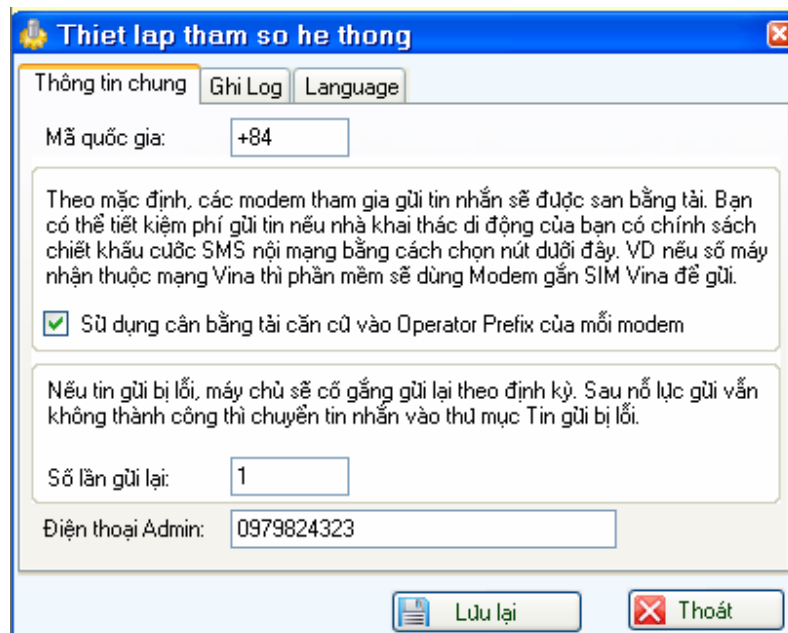 Thiet lap tham so he thong
Thông tin chung Ghi Log Language
Mã quốc gia: +84
Theo mặc định, các modem tham gia gửi tin nhắn sẽ được san bằng tải. Bạn
có thể tiết kiệm phí gửi tin nếu nhà khai thác di động của bạn có chính sách
chiết khấu cước SMS nội mạng bằng cách chọn nút dưới đây. VD nếu số máy
nhận thuộc mạng Vina thì phần mềm sẽ dùng Modem gắn SIM Vina để gửi.
Sử dụng cân bằng tải căn cứ vào Operator Prefix của mỗi modem
Nếu tin gửi bị lỗi, máy chủ sẽ cố gắng gửi lại theo định kỳ. Sau nỗ lực gửi vẫn
không thành công thì chuyển tin nhắn vào thư mục Tin gửi bị lỗi.
Số lần gửi lại: 1
Điện thoại Admin: 0979824323
Lưu lại Thoát